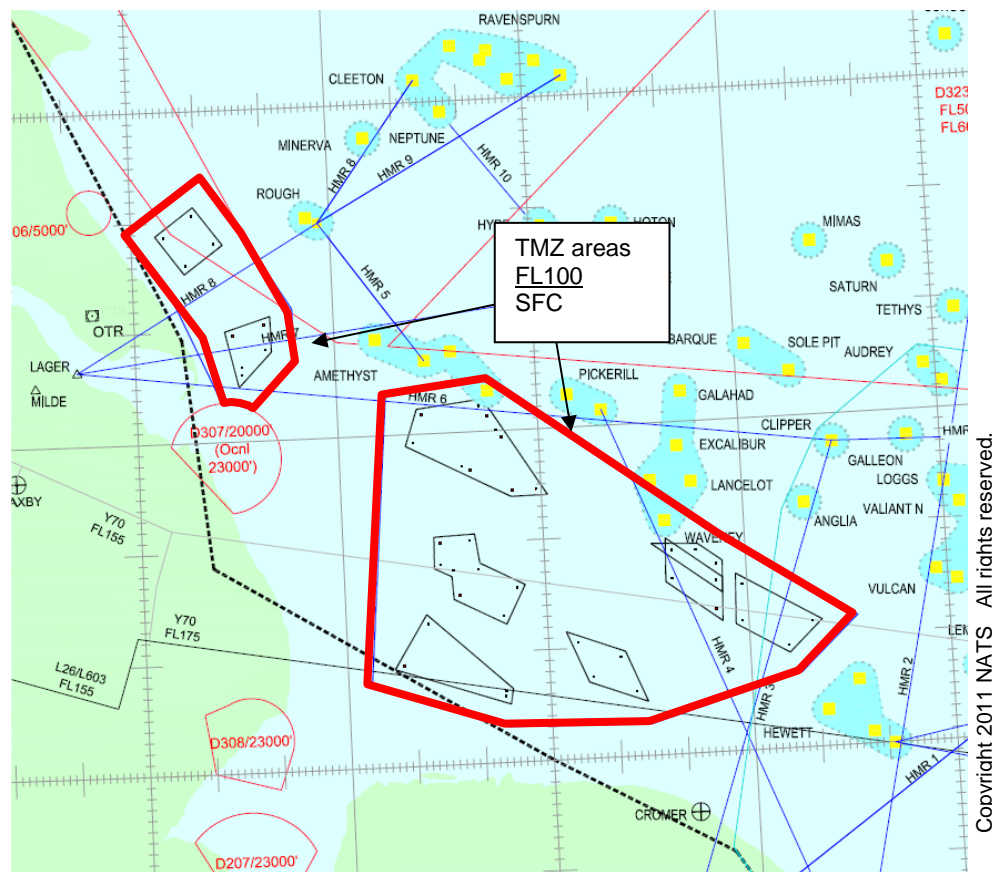 RAVENSPURN
CLEETON
D323
FL50
FL60
MINERVA
NEPTUNE
HMR 8
HMR 9
HMR 10
ROUGH
06/5000'
HOTON
MIMAS
TMZ areas
FL100
SFC
SATURN
HMR 5
HMR 8
TETHYS
OTR
HMR 7
BARQUE
SOLE PIT
AUDREY
LAGER
AMETHYST
PICKERILL
MILDE
HMR 6
GALAHAD
CLIPPER
HMR
D307/20000'
(Ocnl
23000')
EXCALIBUR
GALLEON
LOGGS
LANCELOT
ANGLIA
VALIANT N
AXBY
Y70
FL155
WAVENEY
VULCAN
Y70
FL175
LEM
HMR 4
L26/L603
FL155
HMR 3
HMR 2
D308/23000'
HEWETT
HMR 1
CROMER
D207/23000'
Copyright 2011 NATS All rights reserved.